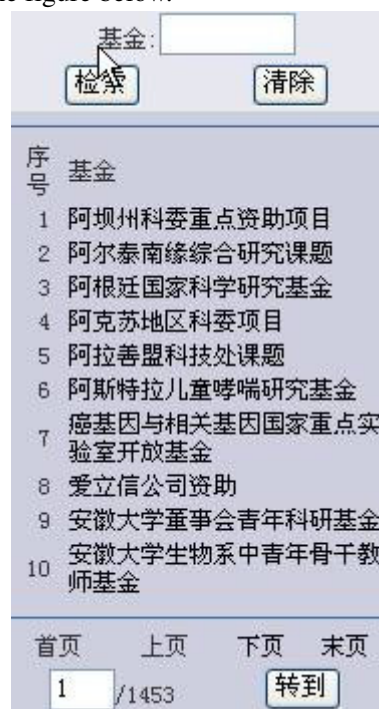 figure below.
基金:
检索 清除
序号 基金
1 阿坝州科委重点资助项目
2 阿尔泰南缘综合研究课题
3 阿根廷国家科学研究基金
4 阿克苏地区科委项目
5 阿拉善盟科技处课题
6 阿斯特拉儿童哮喘研究基金
7 癌基因与相关基因国家重点实
验室开放基金
8 爱立信公司资助
9 安徽大学董事会青年科研基金
10 安徽大学生物系中青年骨干教
师基金
首页 上页 下页 末页
1 /1453 转到